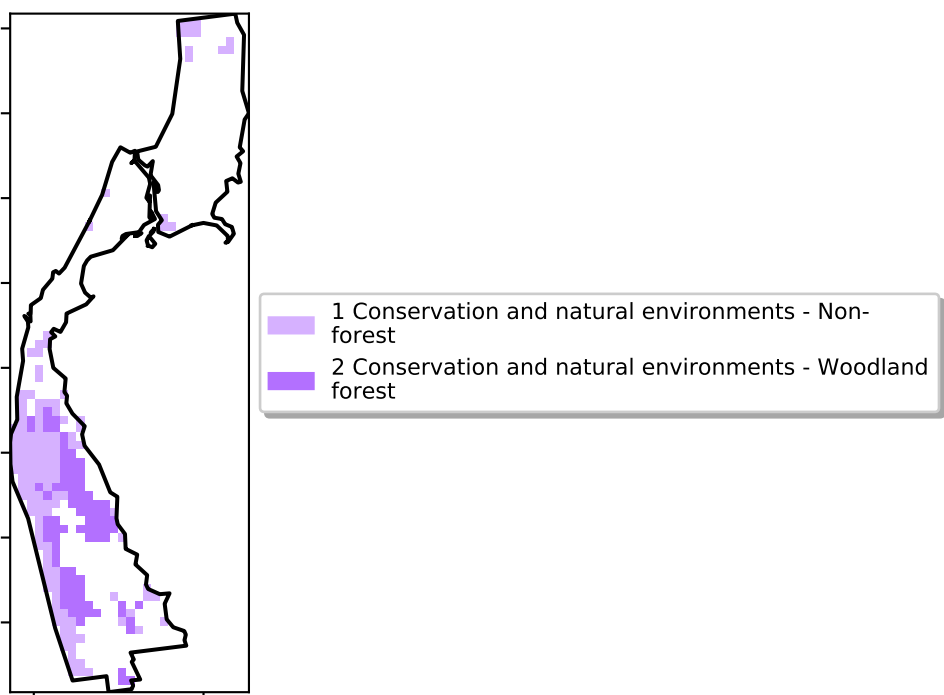 1 Conservation and natural environments - Non-
forest
2 Conservation and natural environments - Woodland
forest